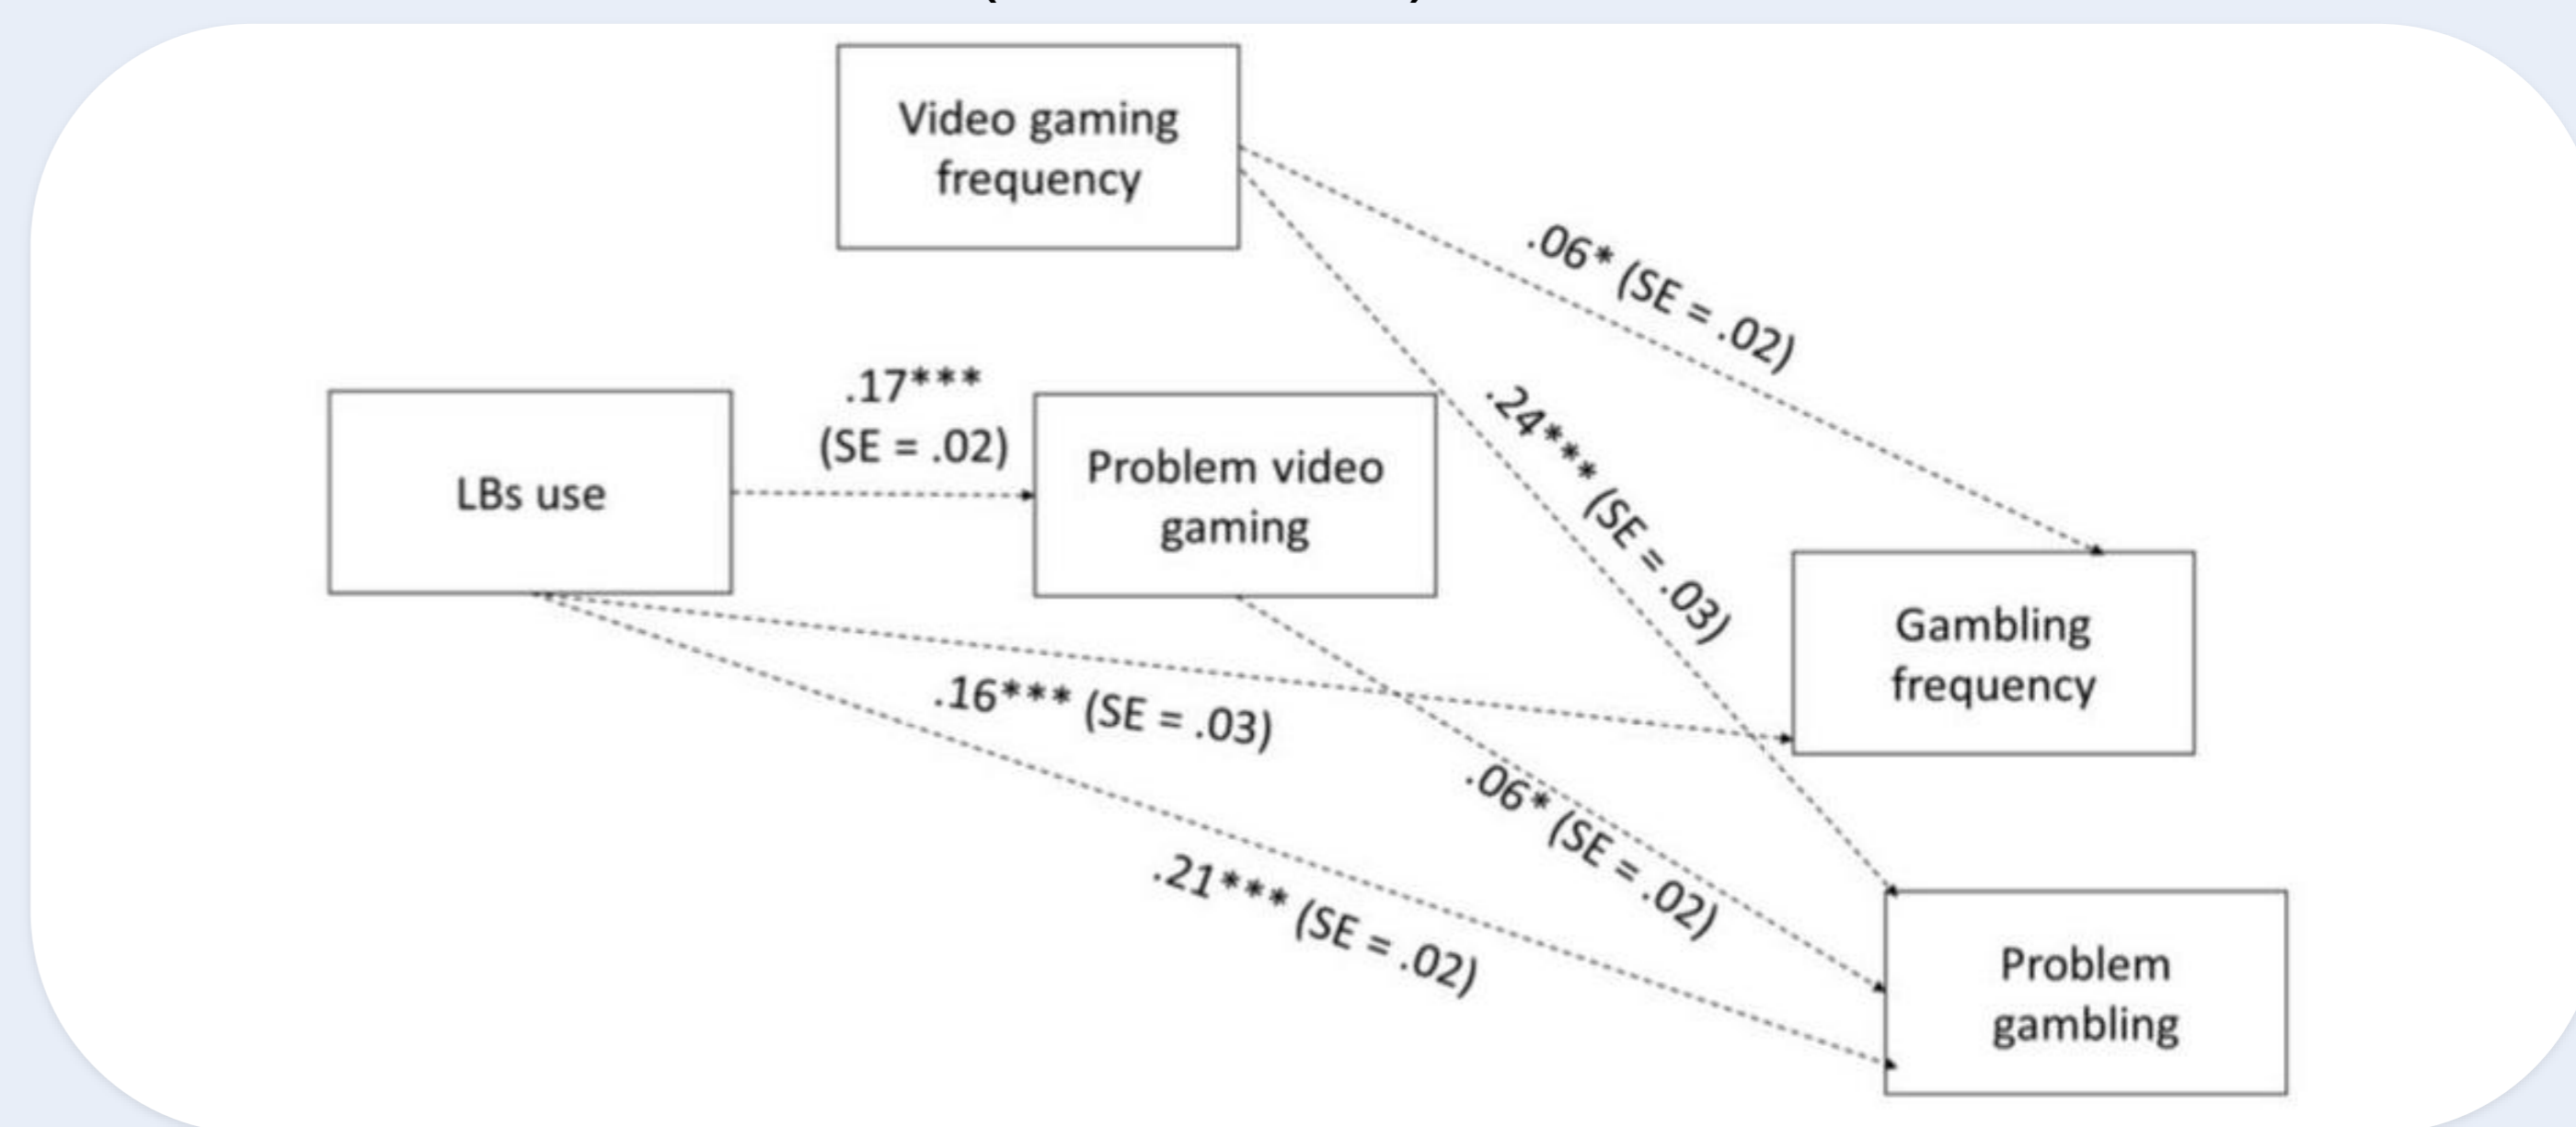 Video gaming
frequency
.06* (SE = .02)
.24*** (SE = .03)
.17***
(SE = .02)
LBs use
Problem video
gaming
Gambling
frequency
.16*** (SE = .03)
.06* (SE = .02)
.21*** (SE = .02)
Problem
gambling